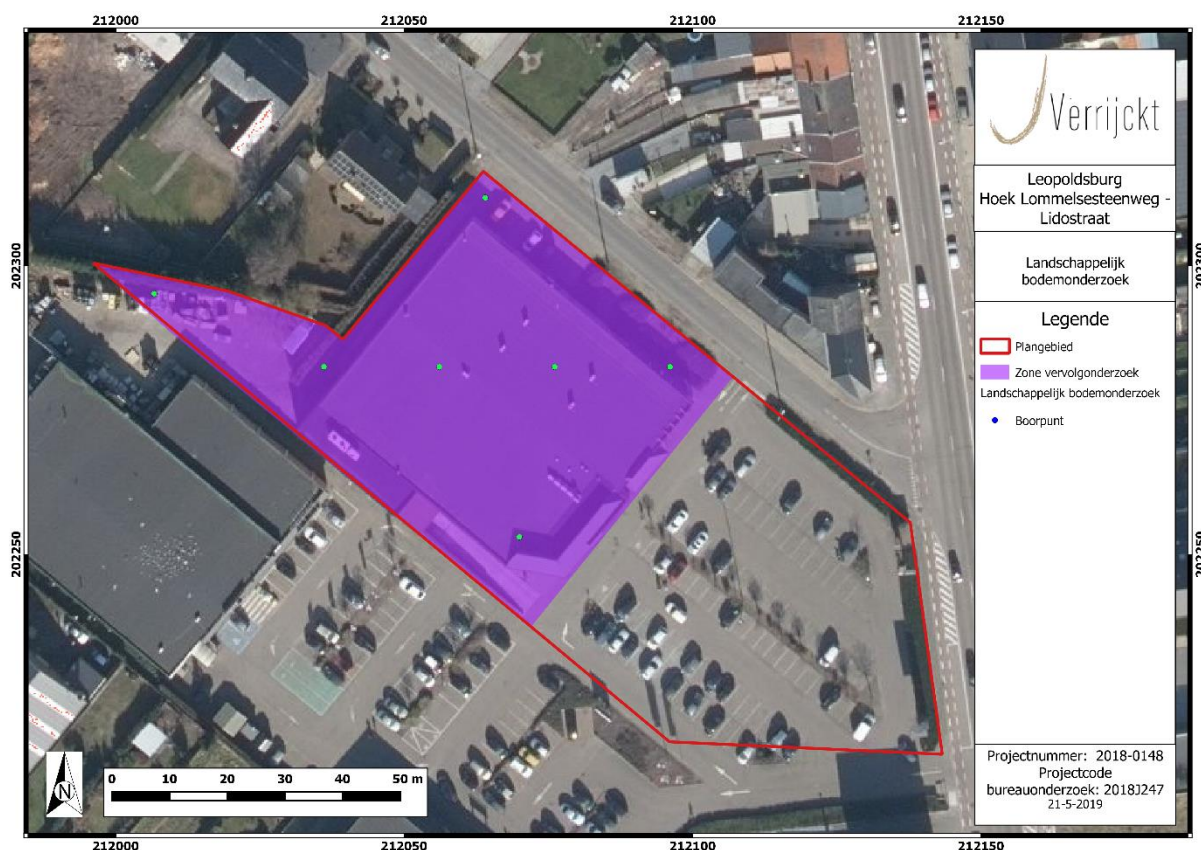 212000 212050 212100 212150
Verrijckt
Leopoldsburg
Hoek Lommelsesteenweg -
Lidostraat
Landschappelijk
bodemonderzoek
Legende
Plangebied
Zone vervolgonderzoek
Landschappelijk bodemonderzoek
Boorpunt
202300 202300
202250 202250
Projectnummer: 2018-0148
Projectcode
bureauonderzoek: 2018J247
21-5-2019
N
0 10 20 30 40 50 m
212000 212050 212100 212150